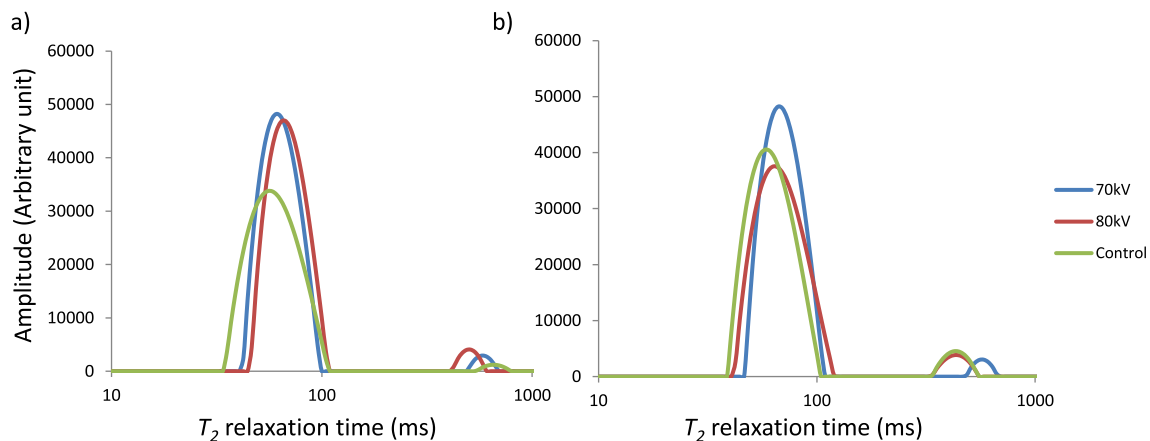 a)
Amplitude (Arbitrary unit)
60000
50000
40000
30000
20000
10000
0
10 100 1000
T2 relaxation time (ms)
b)
60000
50000
40000
30000
20000
10000
0
10 100 1000
T2 relaxation time (ms)
70kV
80kV
Control